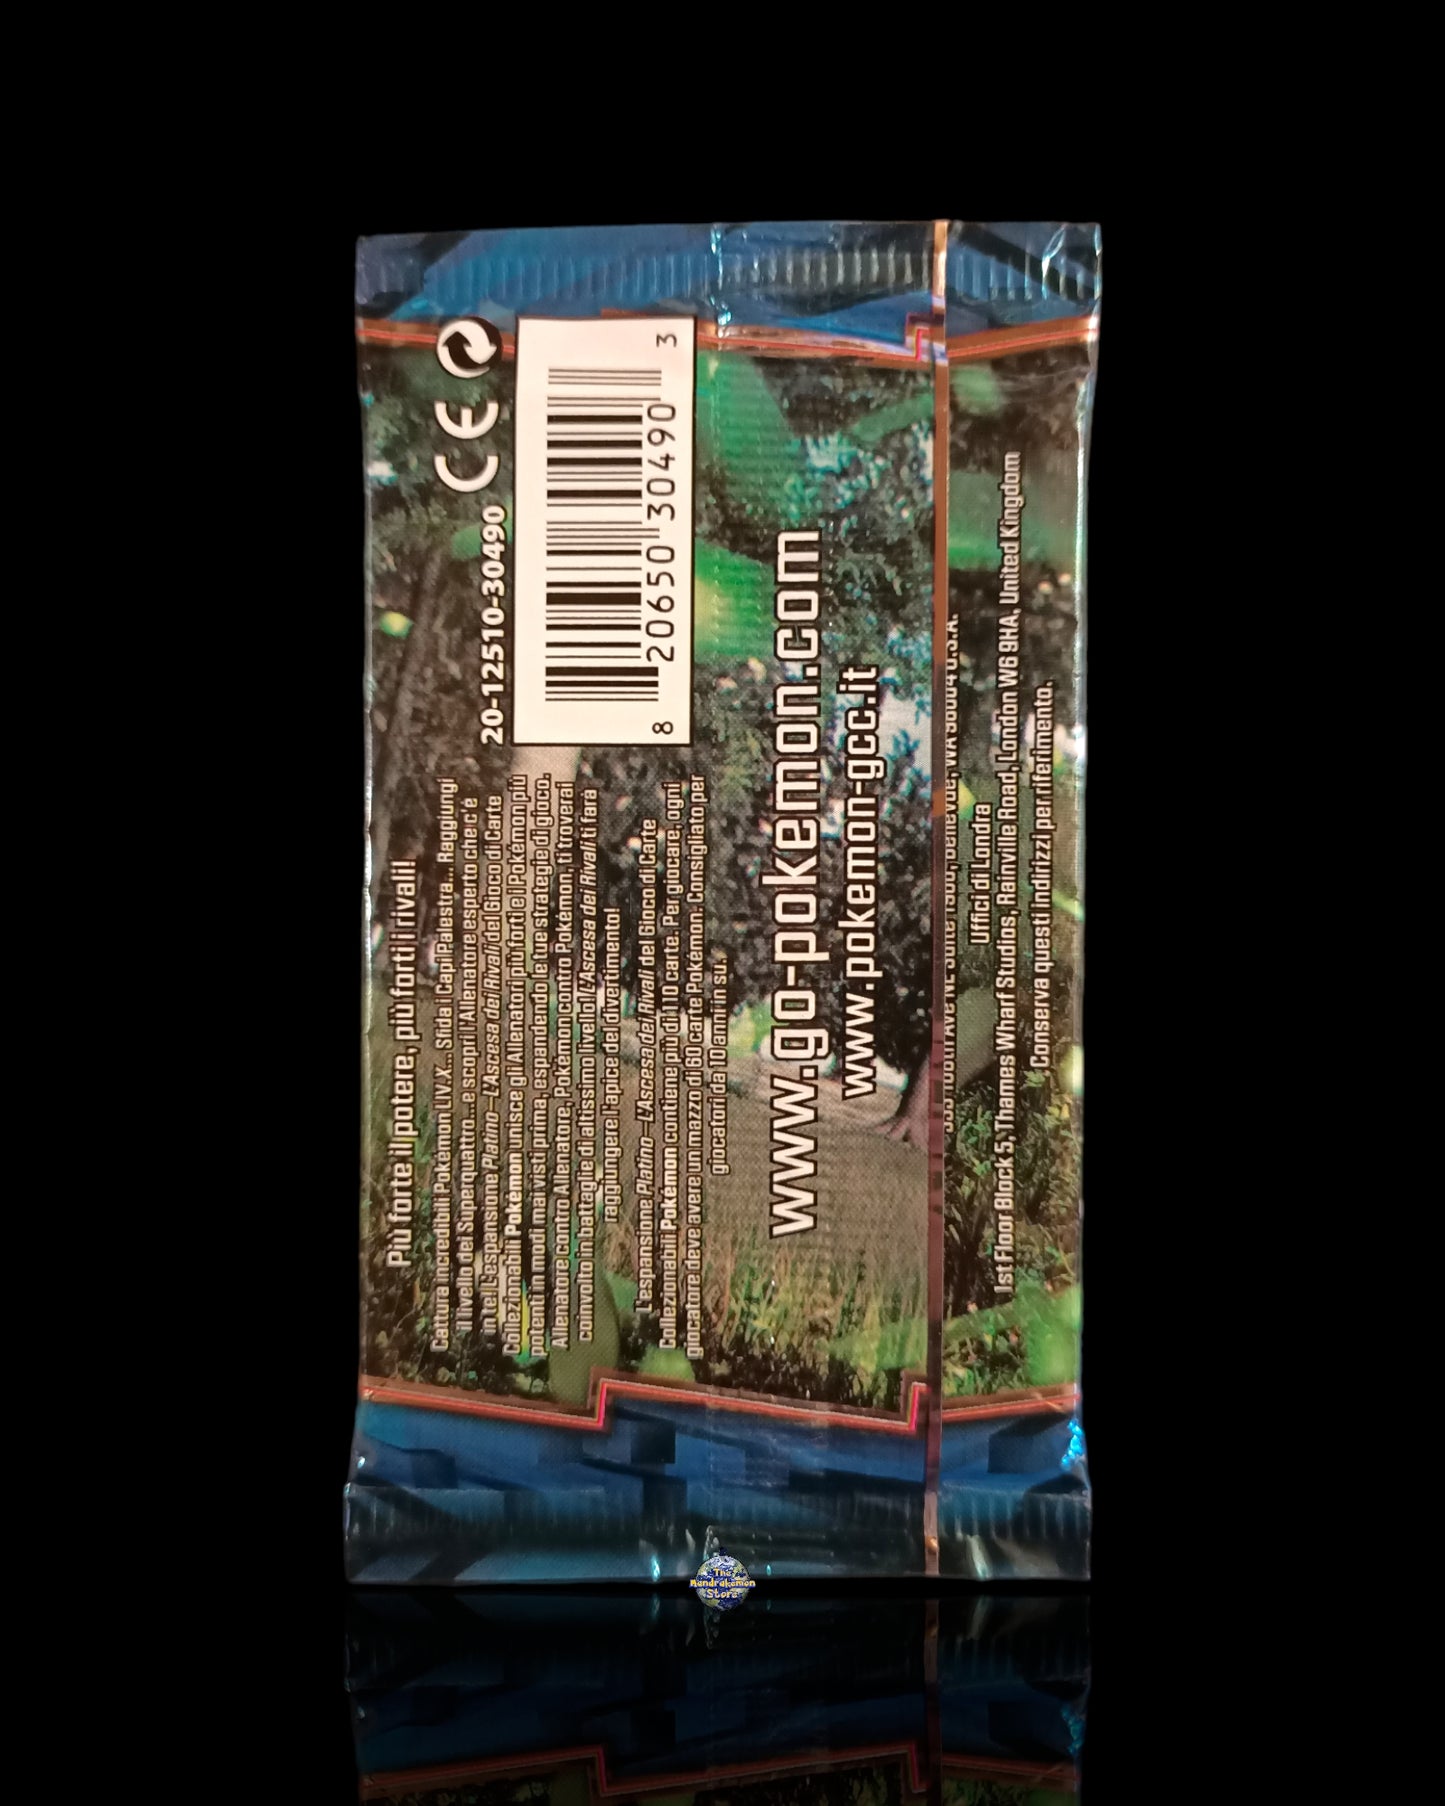 Più forte il potere, più forti i rivali!
Cattura incredibili Pokémon LIV.X... Sfida i Capipalestra... Raggiungi
il livello dei Superquattro... e scopri l'Allenatore esperto che c'è
in te! L'espansione Platino—L'Ascesa dei Rivali del Gioco di Carte
Collezionabili Pokémon unisce gli Allenatori più forti e i Pokémon più
potenti in modi mai visti prima, espandendo le tue strategie di gioco.
Allenatore contro Allenatore, Pokémon contro Pokémon, ti troverai
coinvolto in battaglie di altissimo livello! L'Ascesa dei Rivali ti farà
raggiungere l'apice del divertimento!
L'espansione Platino—L'Ascesa dei Rivali del Gioco di Carte
Collezionabili Pokémon contiene più di 110 carte. Per giocare, ogni
giocatore deve avere un mazzo di 60 carte Pokémon. Consigliato per
giocatori da 10 anni in su.
20-12510-30490
CE
8 20650 30490 3
www.go-pokemon.com
www.pokemon-gcc.it
U.S.A.
Uffici di Londra
1st Floor Block 5, Thames Wharf Studios, Rainville Road, London W6 9HA, United Kingdom
Conserva questi indirizzi per riferimento.
The
Mandrakemon
Store